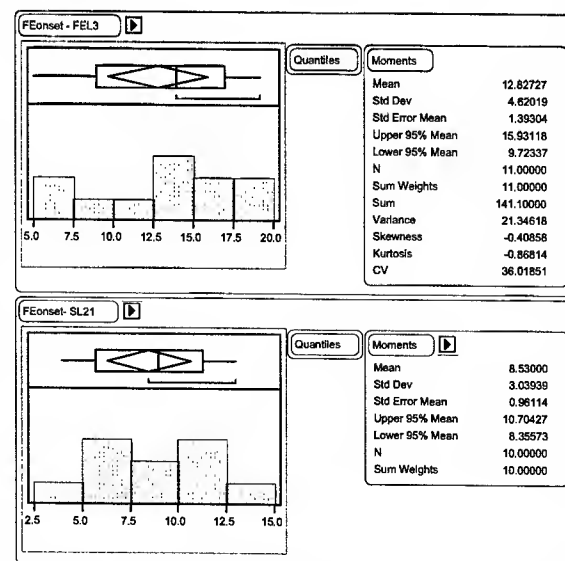 FEonset - FEL3
Quantiles
Moments
Mean 12.82727
Std Dev 4.62019
Std Error Mean 1.39304
Upper 95% Mean 15.93118
Lower 95% Mean 9.72337
N 11.00000
Sum Weights 11.00000
Sum 141.10000
Variance 21.34618
Skewness -0.40858
Kurtosis -0.86814
CV 36.01851
5.0 7.5 10.0 12.5 15.0 17.5 20.0
FEonset- SL21
Quantiles
Moments
Mean 8.53000
Std Dev 3.03939
Std Error Mean 0.96114
Upper 95% Mean 10.70427
Lower 95% Mean 8.35573
N 10.00000
Sum Weights 10.00000
2.5 5.0 7.5 10.0 12.5 15.0